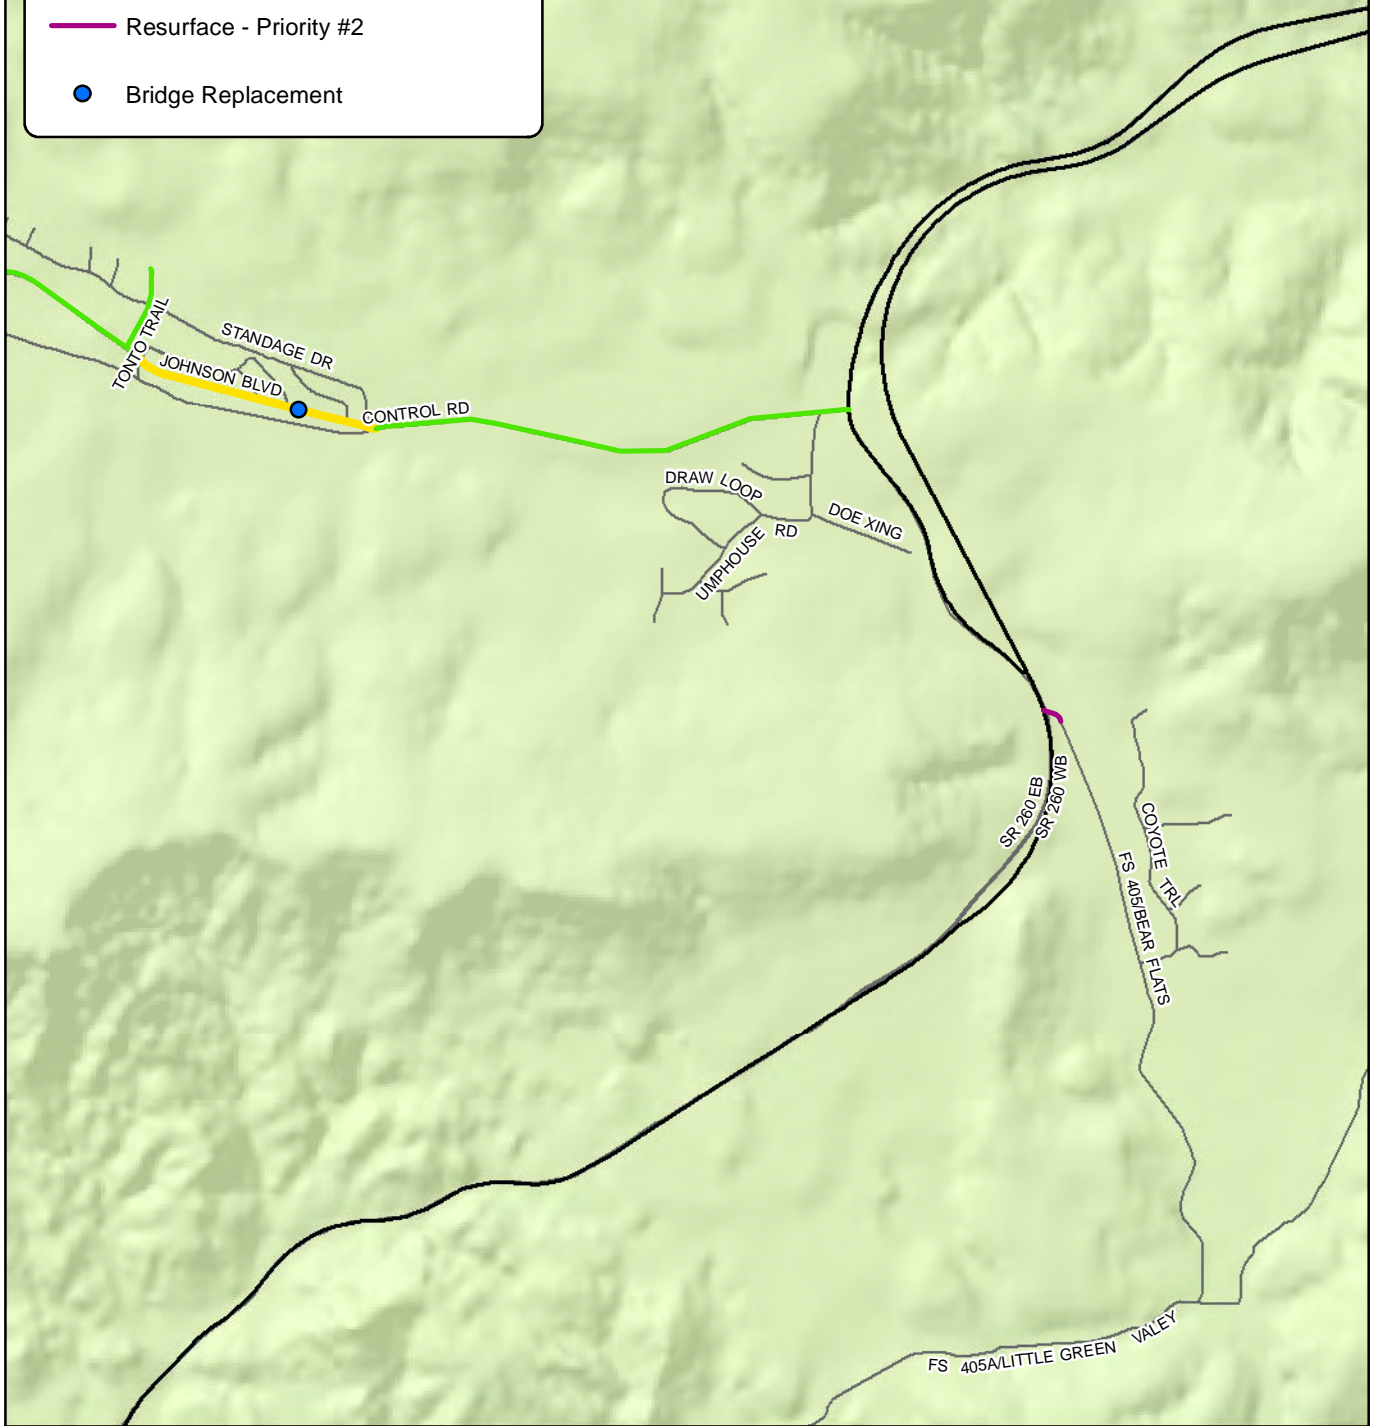 Resurface - Priority #2
Bridge Replacement
TONTO TRAIL
STANDAGE DR
JOHNSON BLVD
CONTROL RD
DRAW LOOP
DOE XING
UMPHOUSE RD
SR 260 EB
SR 260 WB
COYOTE TRL
FS 405/BEAR FLATS
FS 405A/LITTLE GREEN VALEY